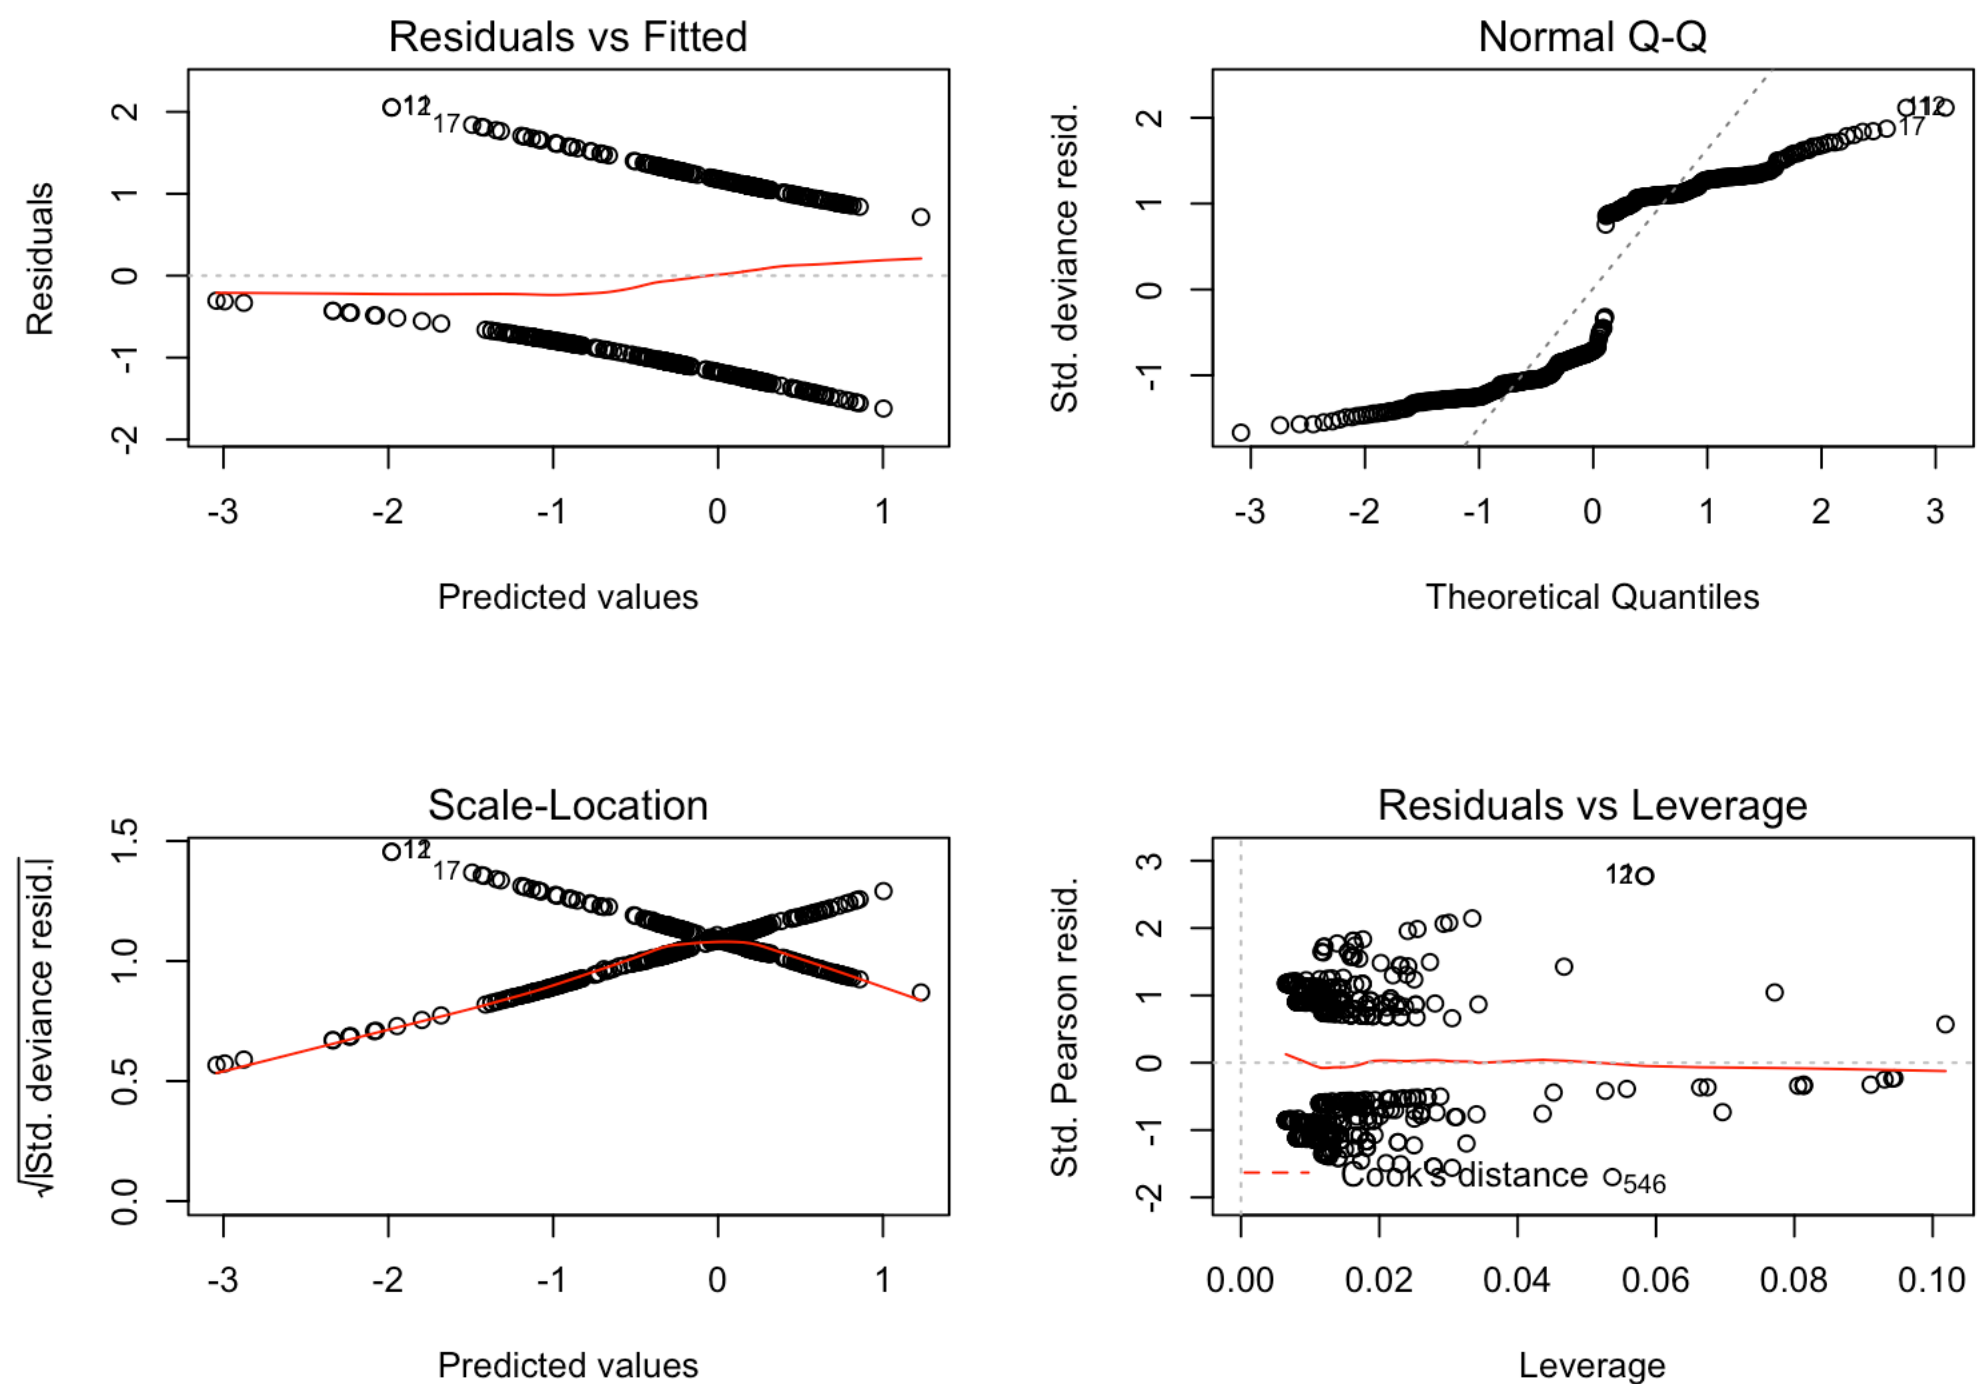 Residuals vs Fitted
Residuals
2
1
0
-1
-2
17
-3 -2 -1 0 1
Predicted values
Normal Q-Q
Std. deviance resid.
2
1
0
-1
17
-3 -2 -1 0 1 2 3
Theoretical Quantiles
Scale-Location
√|Std. deviance resid.|
1.5
1.0
0.5
0.0
17
-3 -2 -1 0 1
Predicted values
Residuals vs Leverage
Std. Pearson resid.
3
2
1
0
-1
-2
Cook's distance
546
0.00 0.02 0.04 0.06 0.08 0.10
Leverage